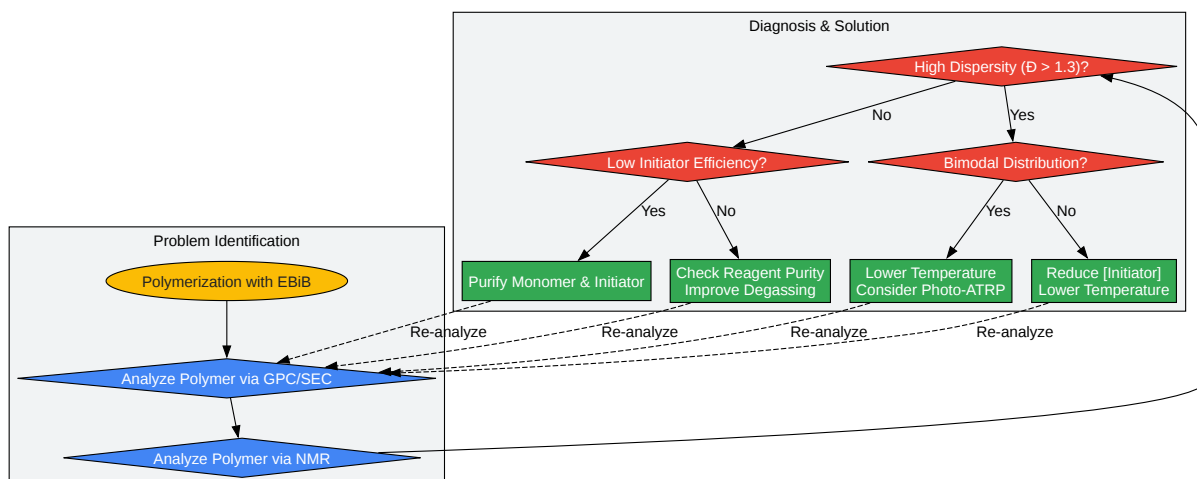 Diagnosis & Solution
High Dispersity (Đ > 1.3)?
No
Yes
Low Initiator Efficiency?
Bimodal Distribution?
Yes
No
Yes
No
Problem Identification
Polymerization with EBiB
Purify Monomer & Initiator
Check Reagent Purity
Improve Degassing
Lower Temperature
Consider Photo-ATRP
Reduce [Initiator]
Lower Temperature
Re-analyze
Re-analyze
Re-analyze
Re-analyze
Analyze Polymer via GPC/SEC
Analyze Polymer via NMR